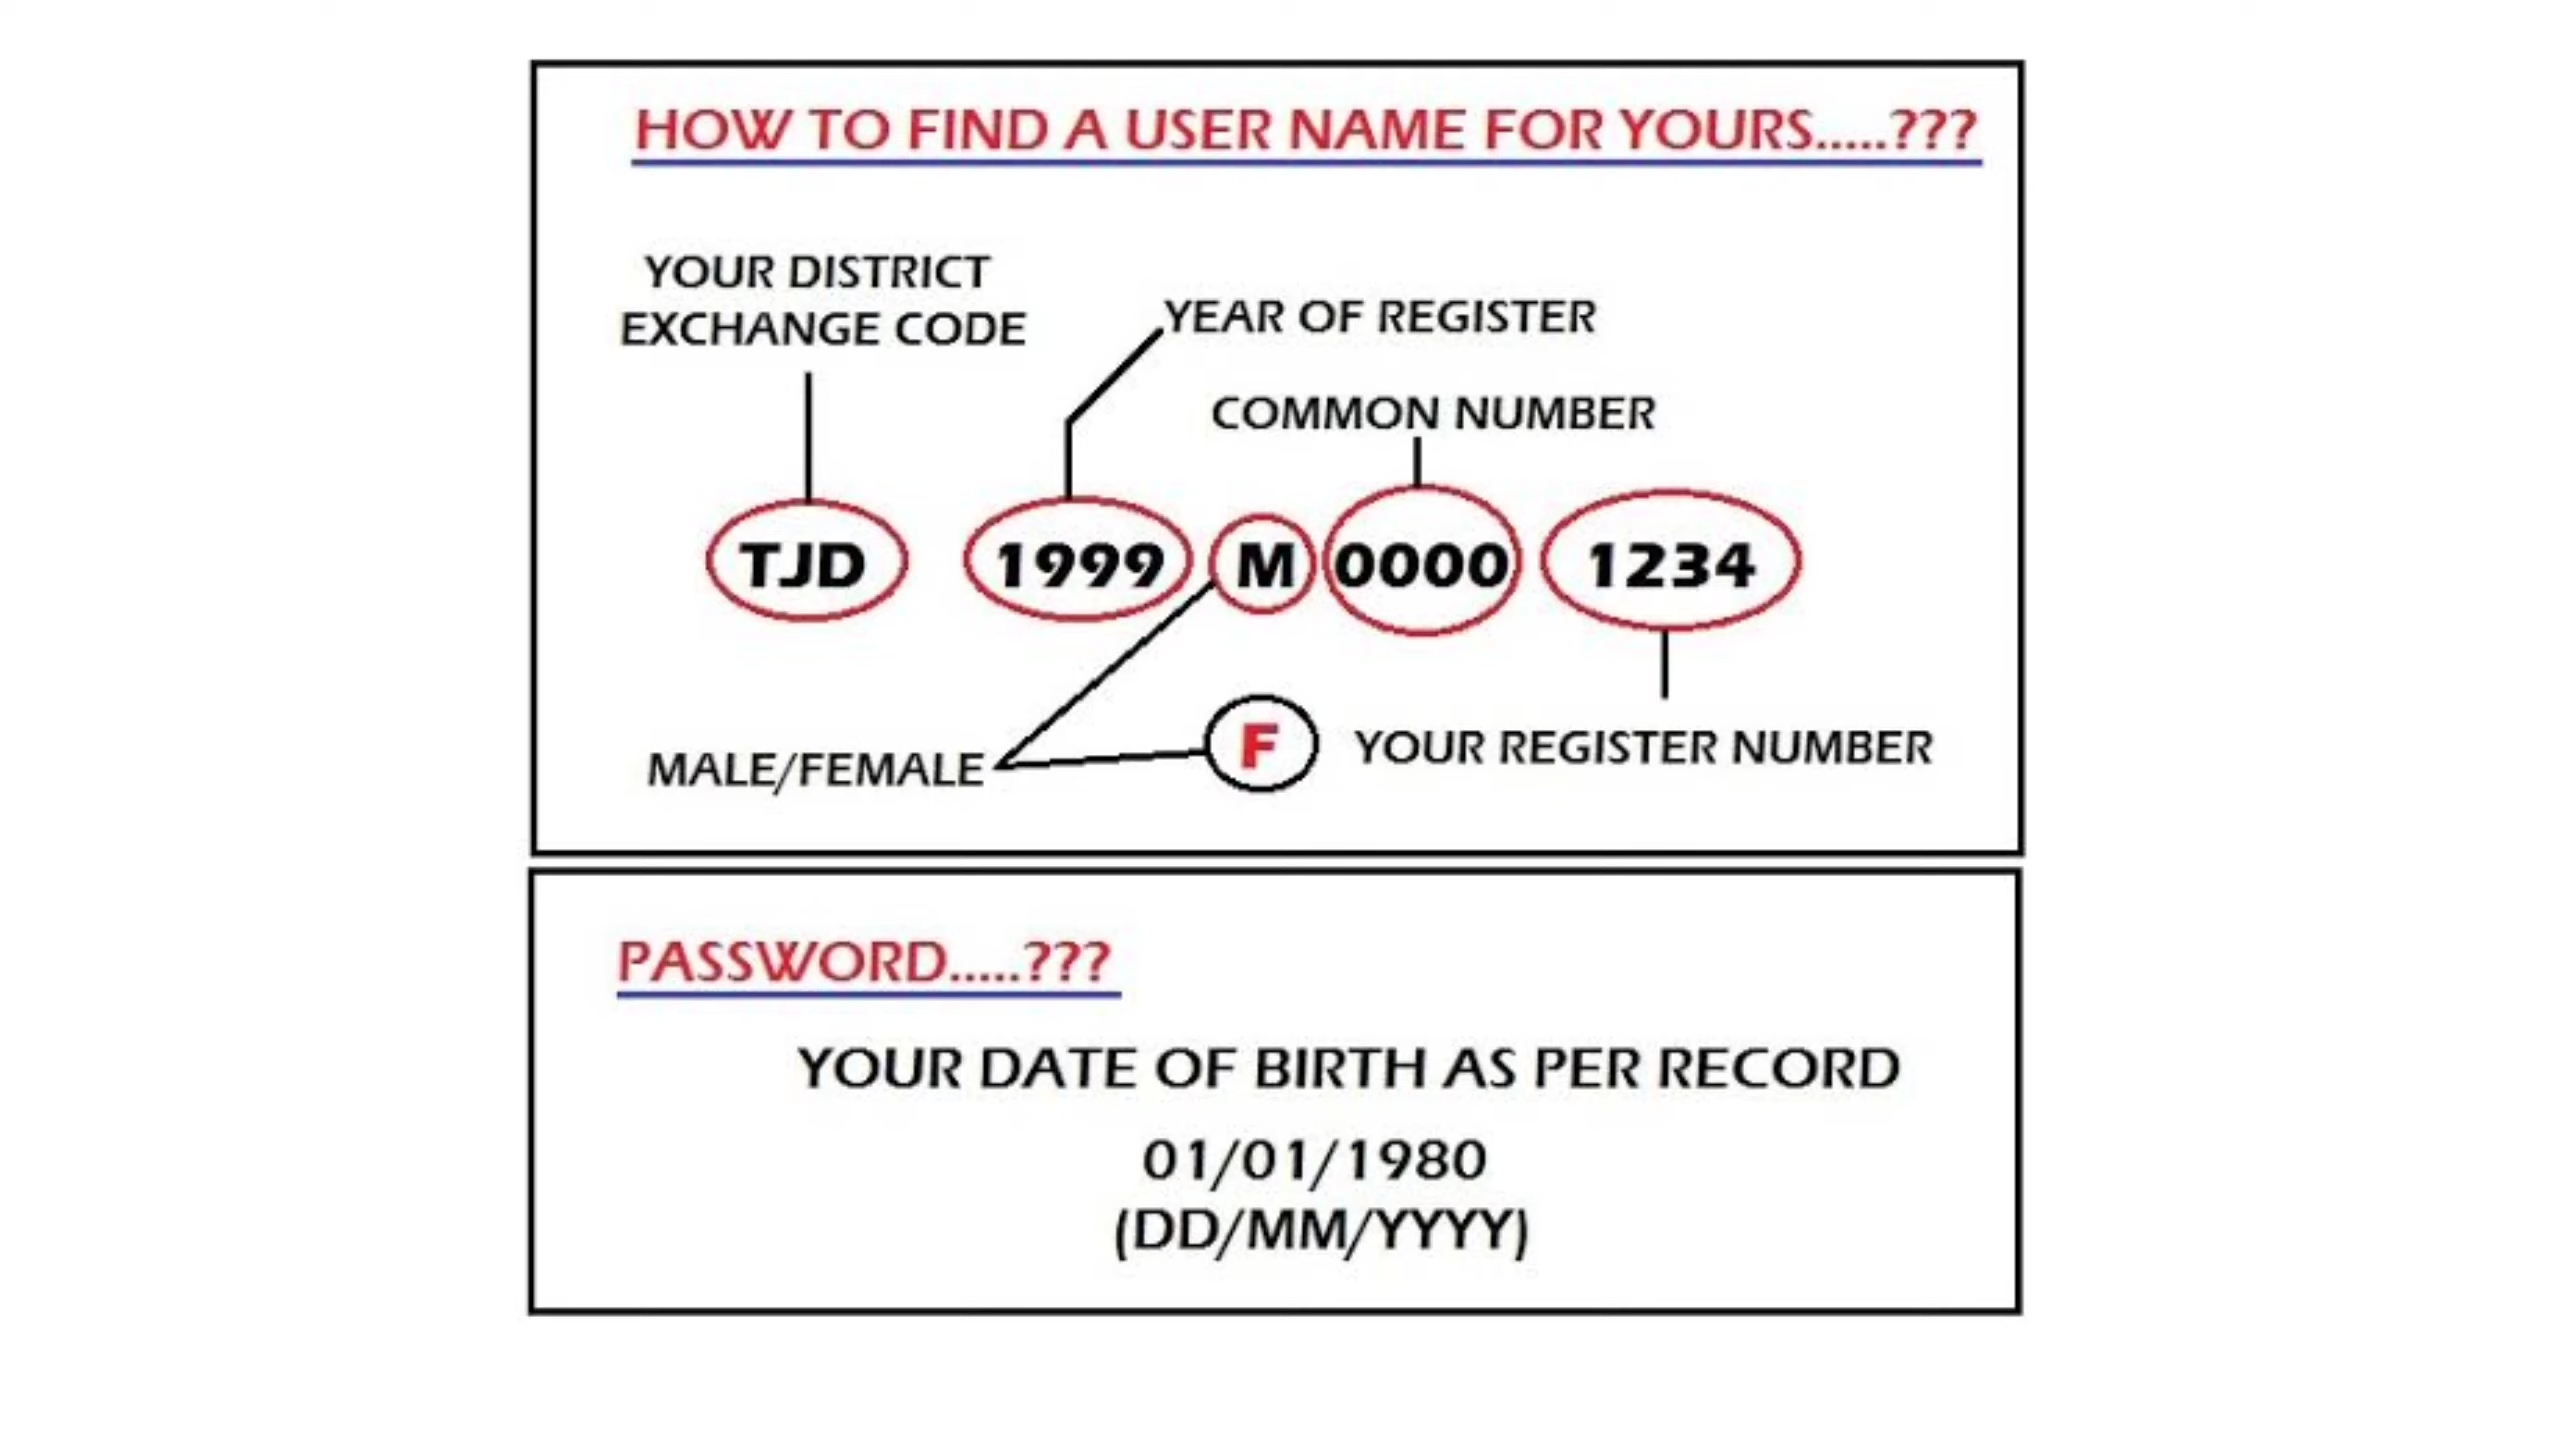 HOW TO FIND A USER NAME FOR YOURS.....???
YOUR DISTRICT
EXCHANGE CODE
YEAR OF REGISTER
COMMON NUMBER
TJD 1999 M 0000 1234
MALE/FEMALE F YOUR REGISTER NUMBER
PASSWORD.....???
YOUR DATE OF BIRTH AS PER RECORD
01/01/1980
(DD/MM/YYYY)